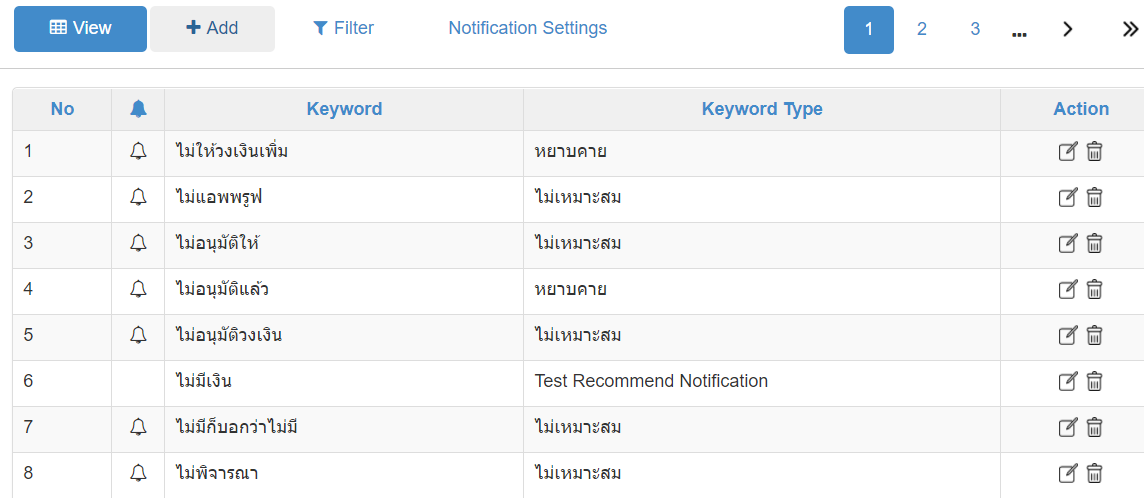 View Add Filter Notification Settings 1 2 3 ...
No Keyword Keyword Type Action
1 ไม่ให้วงเงินเพิ่ม หยาบคาย
2 ไม่แอพพรูฟ ไม่เหมาะสม
3 ไม่อนุมัติให้ ไม่เหมาะสม
4 ไม่อนุมัติแล้ว หยาบคาย
5 ไม่อนุมัติวงเงิน ไม่เหมาะสม
6 ไม่มีเงิน Test Recommend Notification
7 ไม่มีก็บอกว่าไม่มี ไม่เหมาะสม
8 ไม่พิจารณา ไม่เหมาะสม